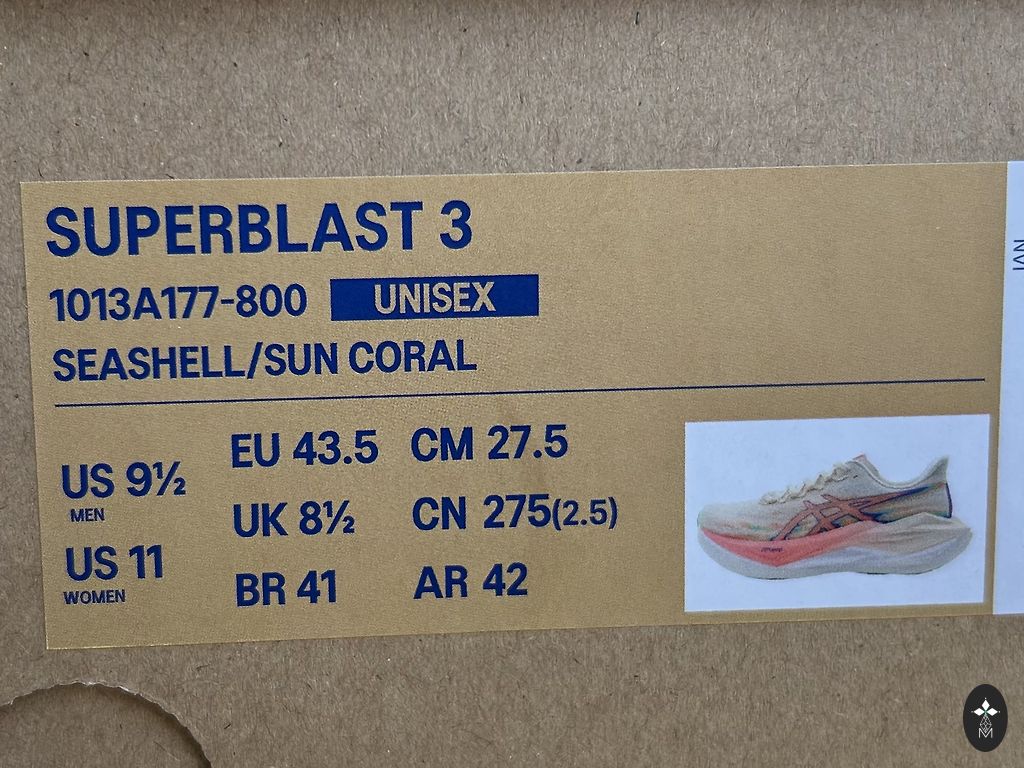 SUPERBLAST 3
1013A177-800 UNISEX
SEASHELL/SUN CORAL
US 9½
MEN
US 11
WOMEN
EU 43.5
UK 8½
BR 41
CM 27.5
CN 275(2.5)
AR 42